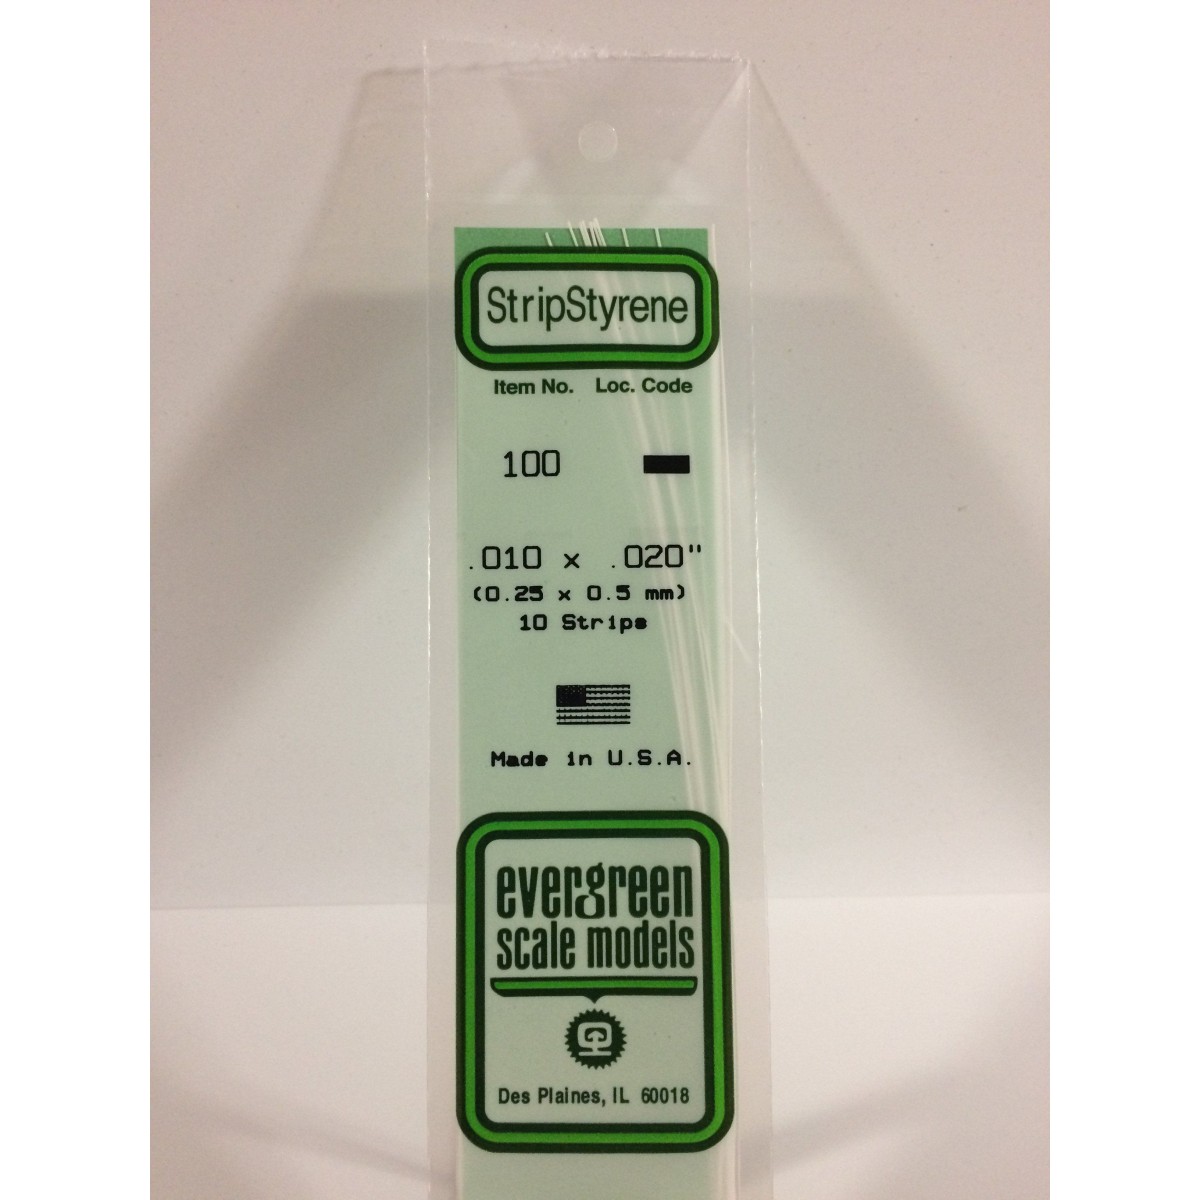 StripStyrene
Item No. Loc. Code
100
.010 x .020"
(0.25 x 0.5 mm)
10 Strips
Made in U.S.A.
evergreen
scale models
Des Plaines, IL 60018